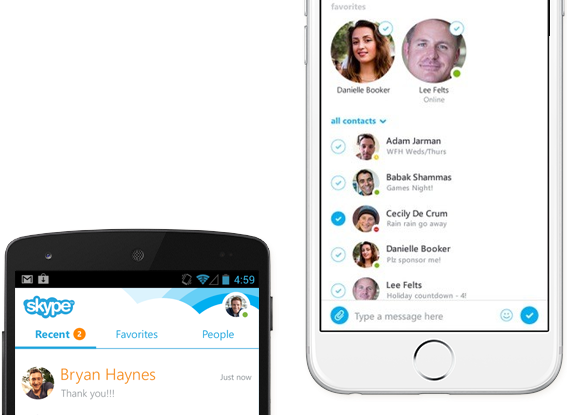 favorites
Danielle Booker
Lee Felts
Online
all contacts
Adam Jarman
WFH Weds/Thurs
Babak Shammas
Games Night!
Cecily De Crum
Rain rain go away
Danielle Booker
Plz sponsor me!
Lee Felts
Holiday countdown - 4!
Type a message here
4:59
skype
Recent 2
Favorites
People
Bryan Haynes
Just now
Thank you!!!